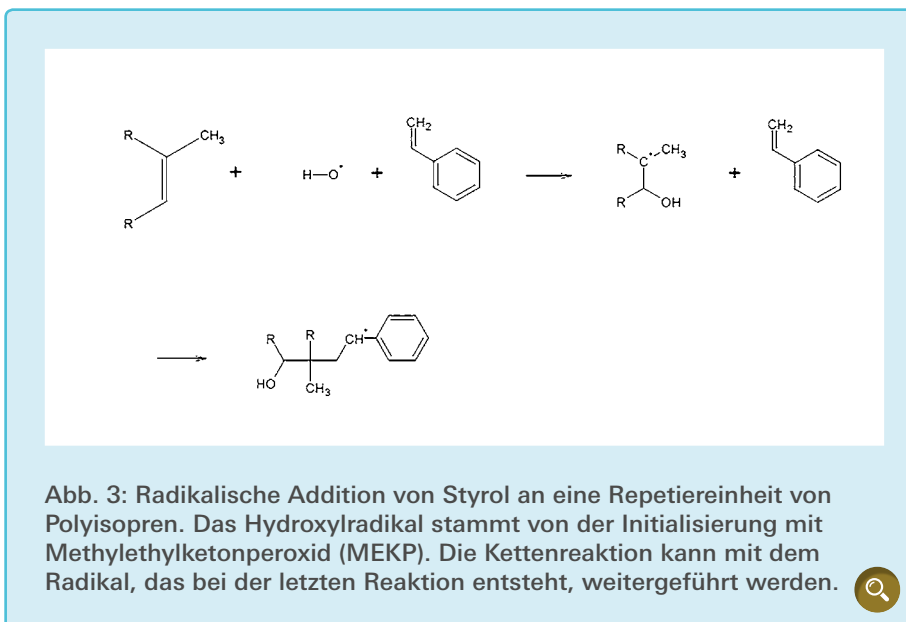 R CH3 + H—O• + CH2 R C• CH3 + CH2
R R OH
R R CH•
HO CH3
Abb. 3: Radikalische Addition von Styrol an eine Repetiereinheit von
Polyisopren. Das Hydroxylradikal stammt von der Initialisierung mit
Methylethylketonperoxid (MEKP). Die Kettenreaktion kann mit dem
Radikal, das bei der letzten Reaktion entsteht, weitergeführt werden.